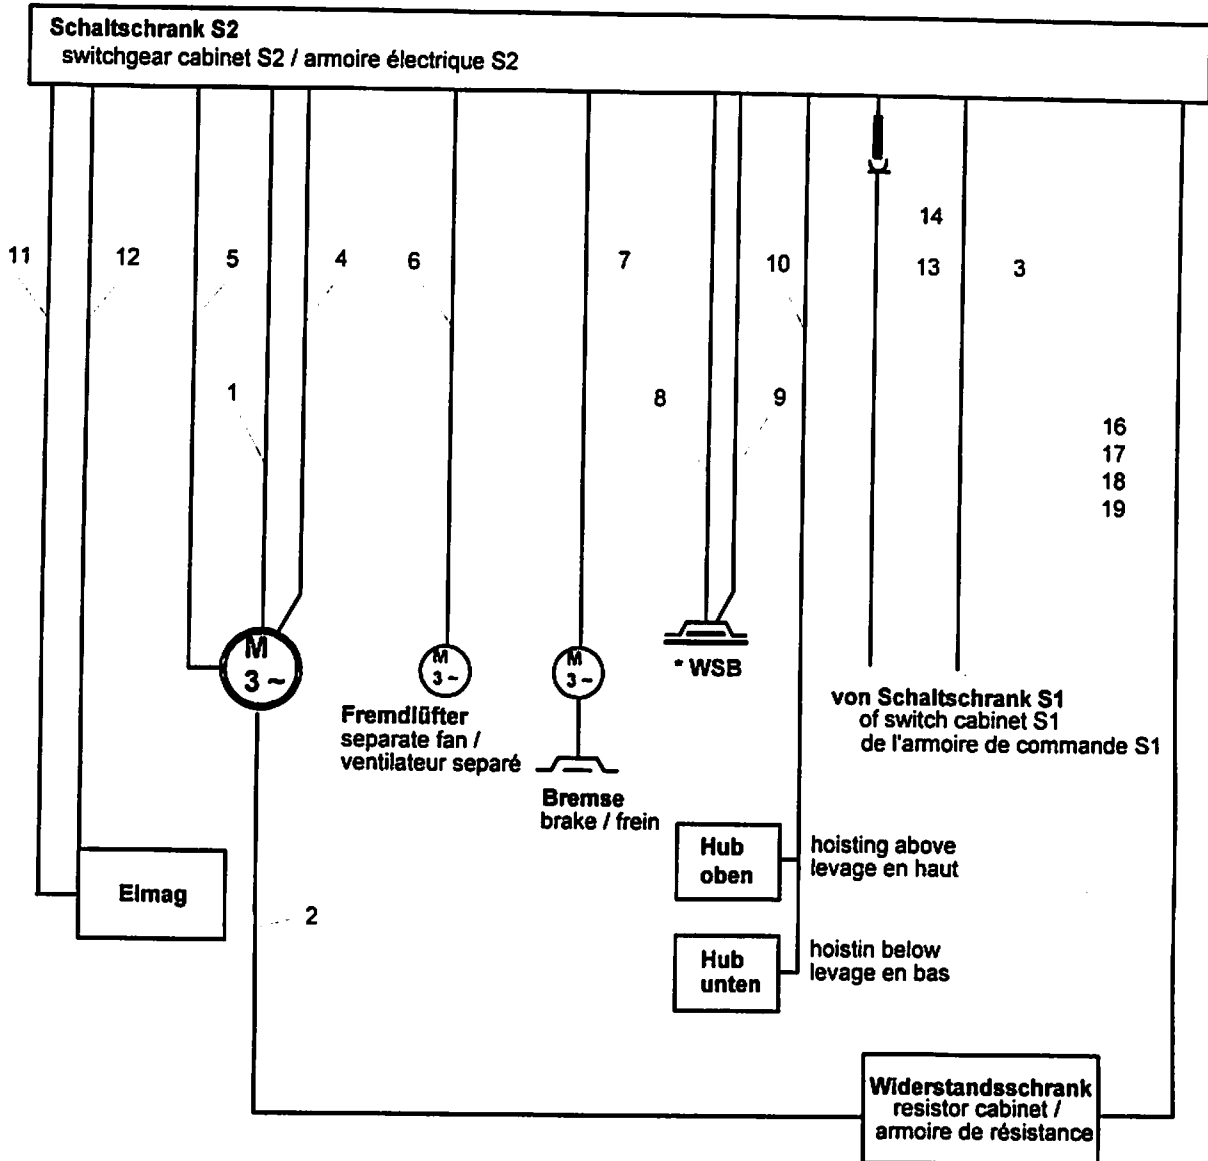 Schaltschrank S2
switchgear cabinet S2 / armoire électrique S2
14
11
12
5
4
6
7
10
13
3
1
8
9
16
17
18
19
M
3 ~
M
3 ~
M
3 ~
* WSB
Fremdlüfter
separate fan /
ventilateur separé
von Schaltschrank S1
of switch cabinet S1
de l'armoire de commande S1
Bremse
brake / frein
Hub
oben
hoisting above
levage en haut
Elmag
2
Hub
unten
hoistin below
levage en bas
Widerstandsschrank
resistor cabinet /
armoire de résistance